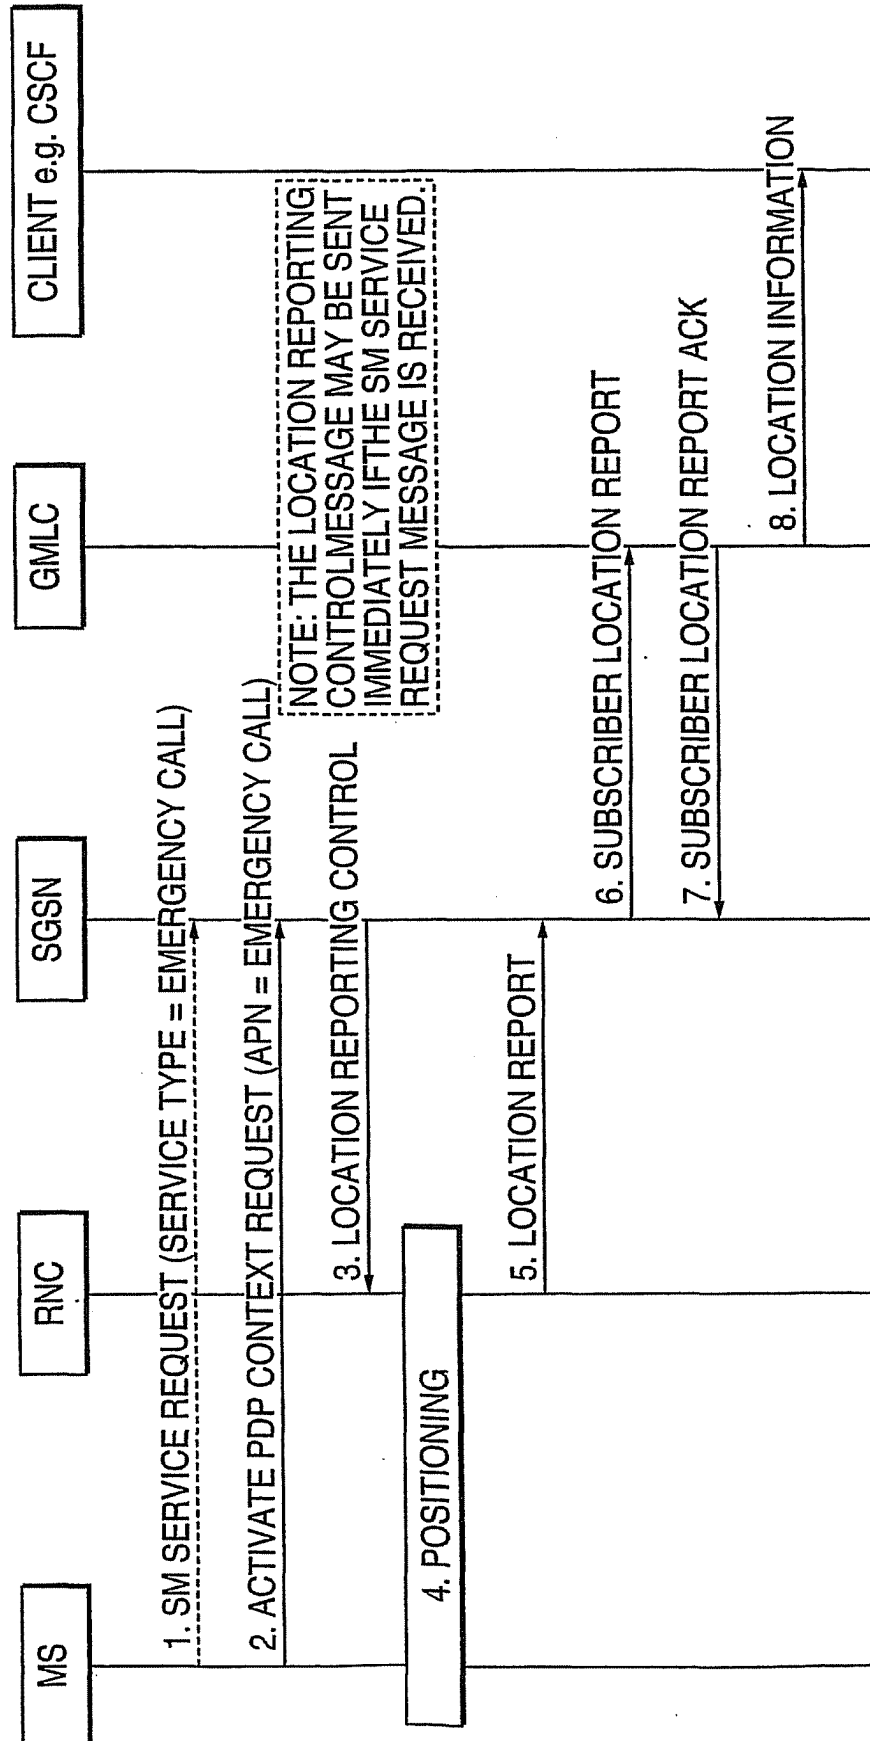 MS
RNC
SGSN
GMLC
CLIENT e.g. CSCF
1. SM SERVICE REQUEST (SERVICE TYPE = EMERGENCY CALL)
2. ACTIVATE PDP CONTEXT REQUEST (APN = EMERGENCY CALL)
NOTE: THE LOCATION REPORTING
CONTROLMESSAGE MAY BE SENT
IMMEDIATELY IFTHE SM SERVICE
REQUEST MESSAGE IS RECEIVED.
3. LOCATION REPORTING CONTROL
4. POSITIONING
5. LOCATION REPORT
6. SUBSCRIBER LOCATION REPORT
7. SUBSCRIBER LOCATION REPORT ACK
8. LOCATION INFORMATION